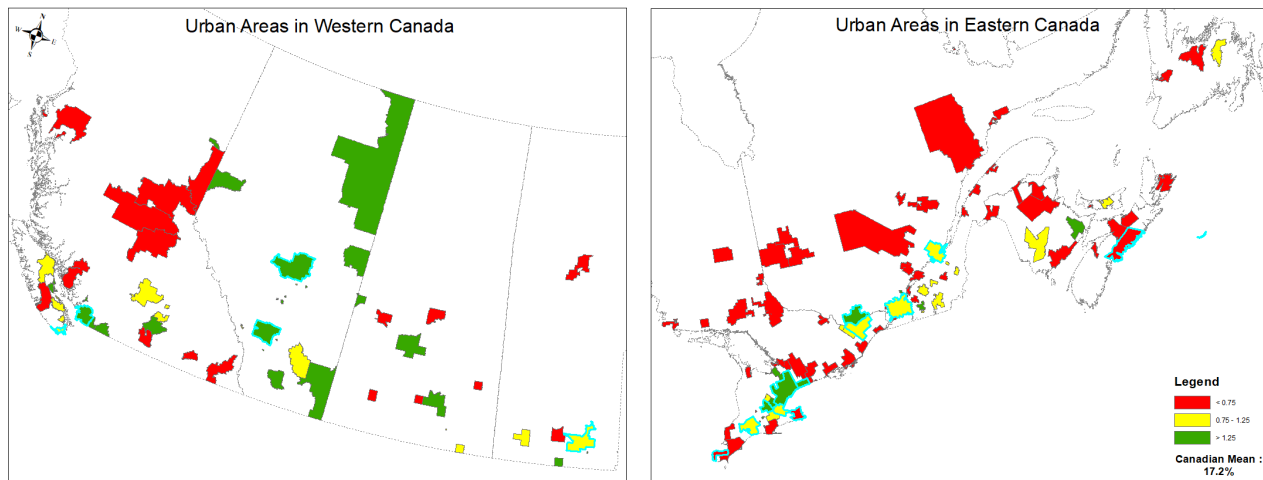 Urban Areas in Western Canada
N
W
E
S
Urban Areas in Eastern Canada
Legend
< 0.75
0.75 - 1.25
> 1.25
Canadian Mean :
17.2%